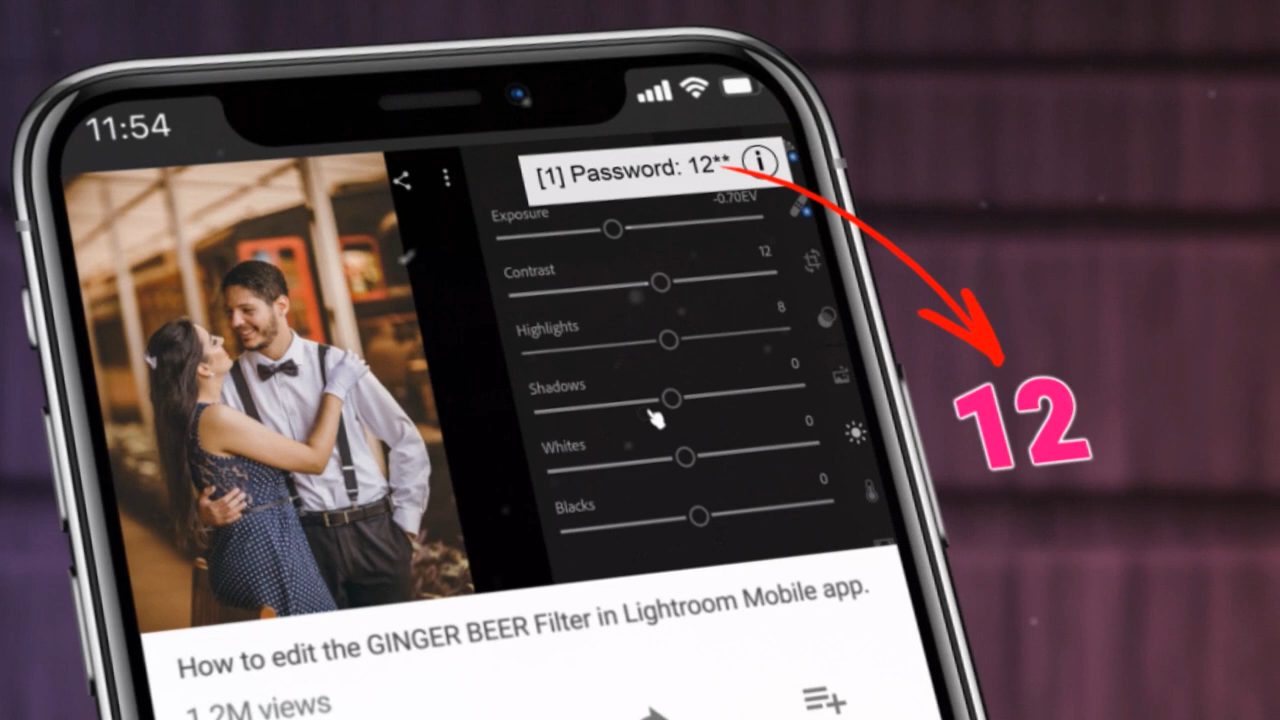 11:54
[1] Password: 12** i
Exposure -0.70EV
Contrast 12
Highlights 8
Shadows 0
Whites 0
Blacks 0
12
How to edit the GINGER BEER Filter in Lightroom Mobile app.
1.2M views